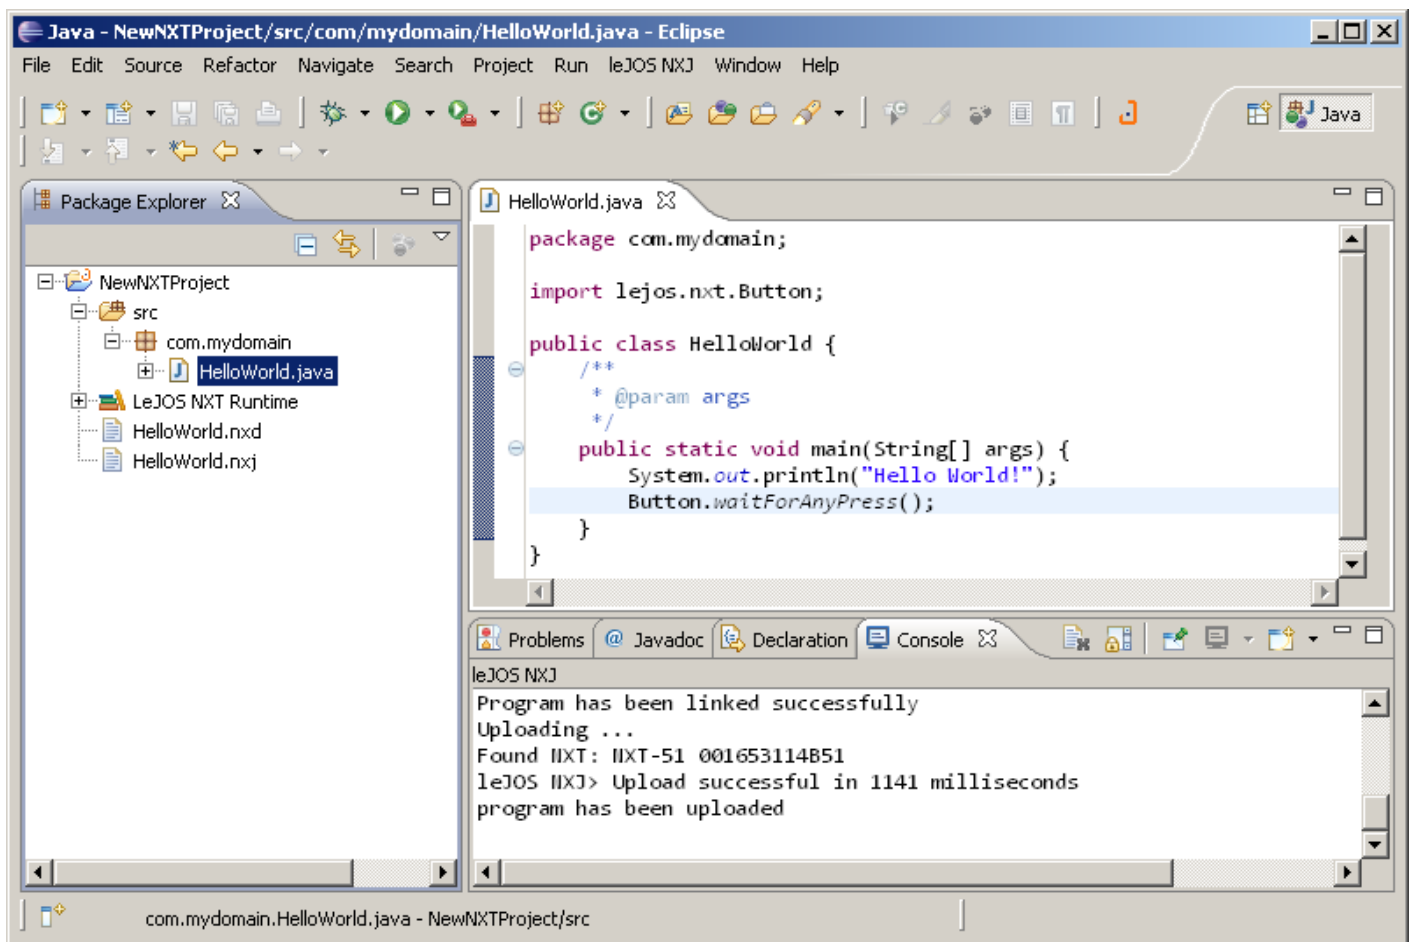 Java - NewNXTProject/src/com/mydomain/HelloWorld.java - Eclipse
File Edit Source Refactor Navigate Search Project Run leJOS NXJ Window Help
Java
Package Explorer
NewNXTProject
src
com.mydomain
HelloWorld.java
LeJOS NXT Runtime
HelloWorld.nxd
HelloWorld.nxj
HelloWorld.java
package com.mydomain;
import lejos.nxt.Button;
public class HelloWorld {
/**
* @param args
*/
public static void main(String[] args) {
System.out.println("Hello World!");
Button.waitForAnyPress();
}
}
Problems @ Javadoc Declaration Console
leJOS NXJ
Program has been linked successfully
Uploading ...
Found NXT: NXT-51 001653114B51
leJOS NXJ> Upload successful in 1141 milliseconds
program has been uploaded
com.mydomain.HelloWorld.java - NewNXTProject/src